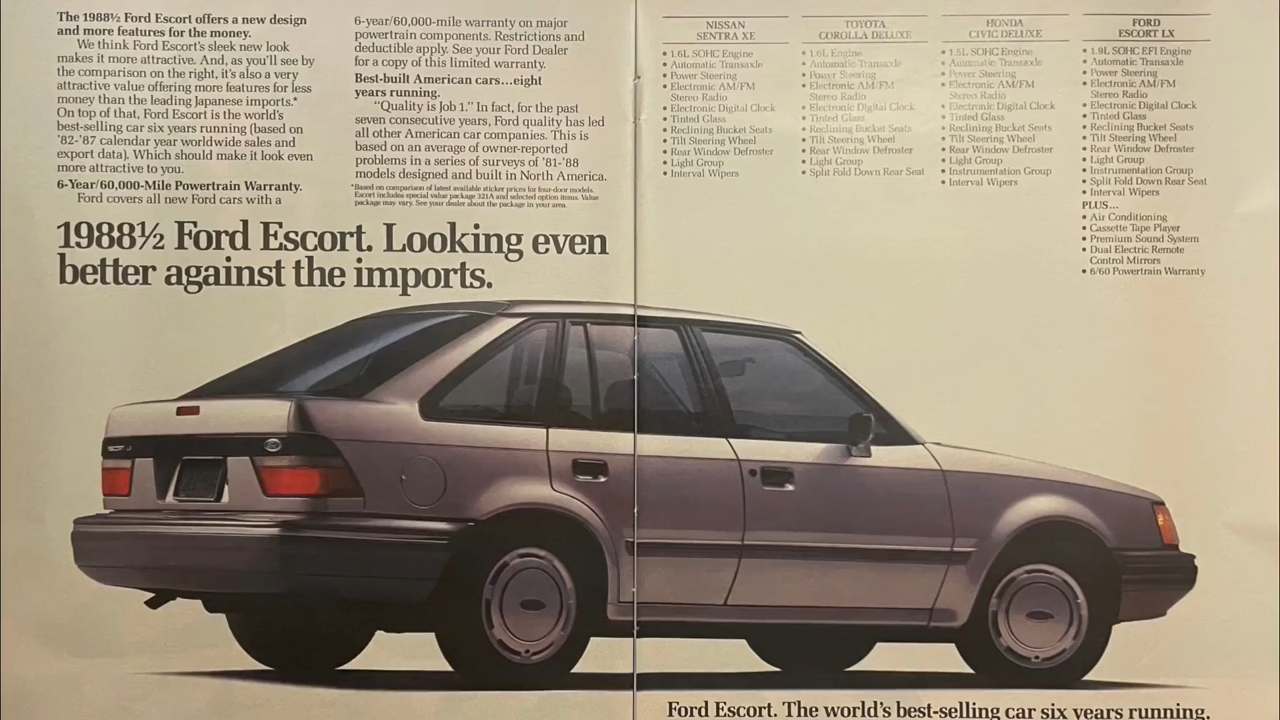 The 1988½ Ford Escort offers a new design
and more features for the money.
We think Ford Escort's sleek new look
makes it more attractive. And, as you'll see by
the comparison on the right, it's also a very
attractive value offering more features for less
money than the leading Japanese imports.*
On top of that, Ford Escort is the world's
best-selling car six years running (based on
'82-'87 calendar year worldwide sales and
export data). Which should make it look even
more attractive to you.
6-Year/60,000-Mile Powertrain Warranty.
Ford covers all new Ford cars with a
6-year/60,000-mile warranty on major
powertrain components. Restrictions and
deductible apply. See your Ford Dealer
for a copy of this limited warranty.
Best-built American cars...eight
years running.
"Quality is Job 1." In fact, for the past
seven consecutive years, Ford quality has led
all other American car companies. This is
based on an average of owner-reported
problems in a series of surveys of '81-'88
models designed and built in North America.
*Based on comparison of latest available sticker prices for four-door models.
Escort includes special value package 321A and selected option items. Value
package may vary. See your dealer about the package in your area.
1988½ Ford Escort. Looking even
better against the imports.
NISSAN
SENTRA XE
• 1.6L SOHC Engine
• Automatic Transaxle
• Power Steering
• Electronic AM/FM
Stereo Radio
• Electronic Digital Clock
• Tinted Glass
• Reclining Bucket Seats
• Tilt Steering Wheel
• Rear Window Defroster
• Light Group
• Interval Wipers
TOYOTA
COROLLA DELUXE
• 1.6L Engine
• Automatic Transaxle
• Power Steering
• Electronic AM/FM
Stereo Radio
• Electronic Digital Clock
• Tinted Glass
• Reclining Bucket Seats
• Tilt Steering Wheel
• Rear Window Defroster
• Light Group
• Split Fold Down Rear Seat
HONDA
CIVIC DELUXE
• 1.5L SOHC Engine
• Automatic Transaxle
• Power Steering
• Electronic AM/FM
Stereo Radio
• Electronic Digital Clock
• Tinted Glass
• Reclining Bucket Seats
• Tilt Steering Wheel
• Rear Window Defroster
• Light Group
• Instrumentation Group
• Interval Wipers
FORD
ESCORT LX
• 1.9L SOHC EFI Engine
• Automatic Transaxle
• Power Steering
• Electronic AM/FM
Stereo Radio
• Electronic Digital Clock
• Tinted Glass
• Reclining Bucket Seats
• Tilt Steering Wheel
• Rear Window Defroster
• Light Group
• Instrumentation Group
• Split Fold Down Rear Seat
• Interval Wipers
PLUS...
• Air Conditioning
• Cassette Tape Player
• Premium Sound System
• Dual Electric Remote
Control Mirrors
• 6/60 Powertrain Warranty
Ford Escort. The world's best-selling car six years running.